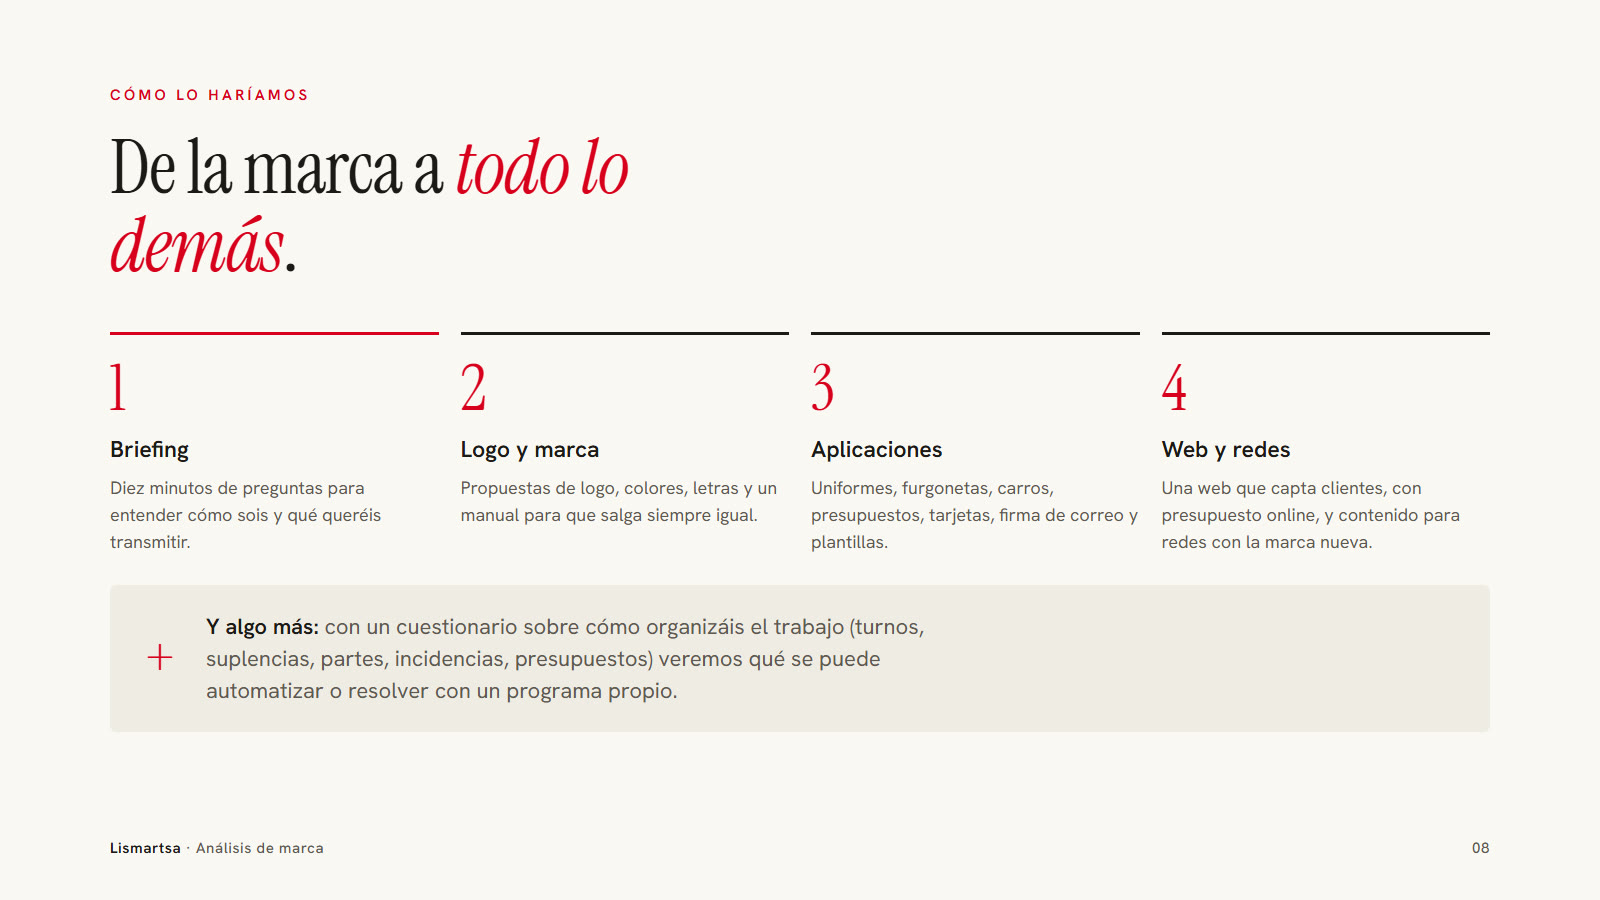 CÓMO LO HARÍAMOS
De la marca a todo lo
demás.
1
Briefing
Diez minutos de preguntas para
entender cómo sois y qué queréis
transmitir.
2
Logo y marca
Propuestas de logo, colores, letras y un
manual para que salga siempre igual.
3
Aplicaciones
Uniformes, furgonetas, carros,
presupuestos, tarjetas, firma de correo y
plantillas.
4
Web y redes
Una web que capta clientes, con
presupuesto online, y contenido para
redes con la marca nueva.
+
Y algo más: con un cuestionario sobre cómo organizáis el trabajo (turnos,
suplencias, partes, incidencias, presupuestos) veremos qué se puede
automatizar o resolver con un programa propio.
Lismartsa · Análisis de marca
08